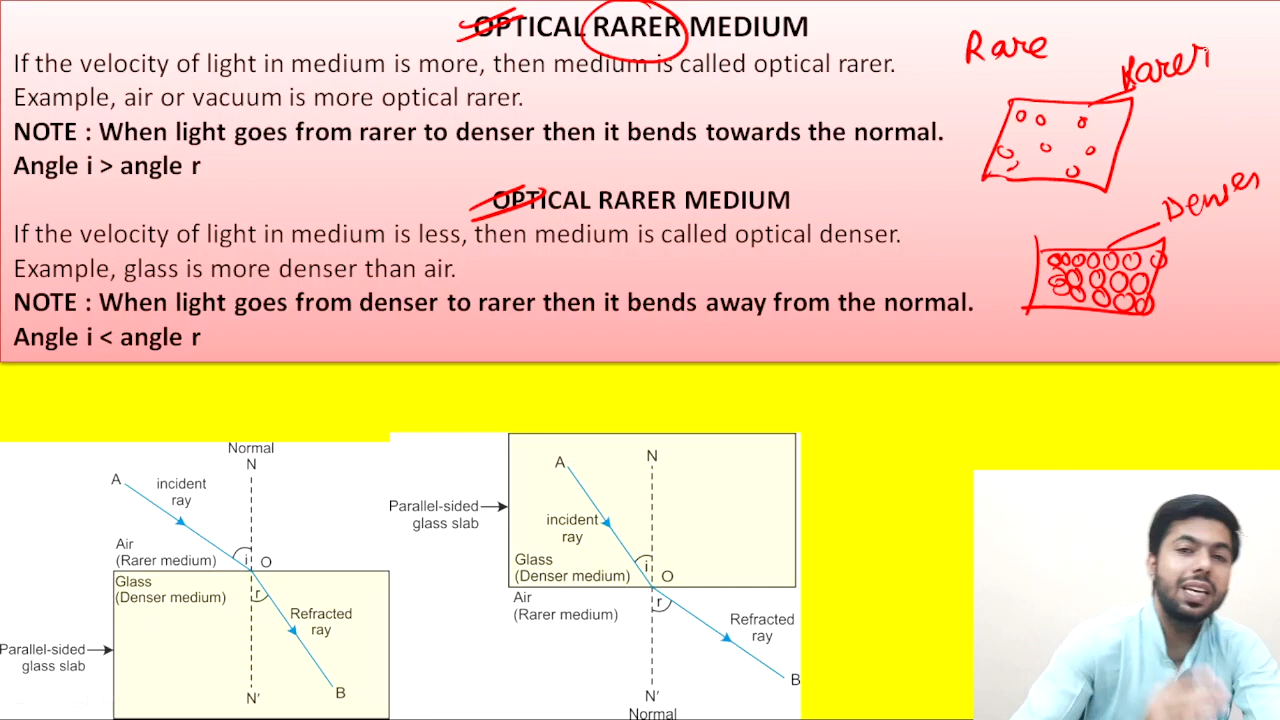 OPTICAL RARER MEDIUM
If the velocity of light in medium is more, then medium is called optical rarer.
Example, air or vacuum is more optical rarer.
NOTE : When light goes from rarer to denser then it bends towards the normal.
Angle i > angle r
OPTICAL RARER MEDIUM
If the velocity of light in medium is less, then medium is called optical denser.
Example, glass is more denser than air.
NOTE : When light goes from denser to rarer then it bends away from the normal.
Angle i < angle r
Rare
rarer
Denser
Normal
N
A
incident
ray
Air
(Rarer medium)
i
O
Glass
(Denser medium)
r
Refracted
ray
Parallel-sided
glass slab
B
N'
A
N
Parallel-sided
glass slab
incident
ray
Glass
(Denser medium)
i
O
Air
(Rarer medium)
r
Refracted
ray
B
N'
Normal